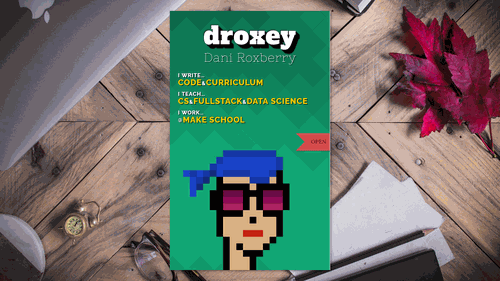 droxey
Dani Roxberry
I WRITE...
CODE&CURRICULUM
I TEACH...
CS&FULLSTACK&DATA SCIENCE
I WORK...
@MAKE SCHOOL
OPEN